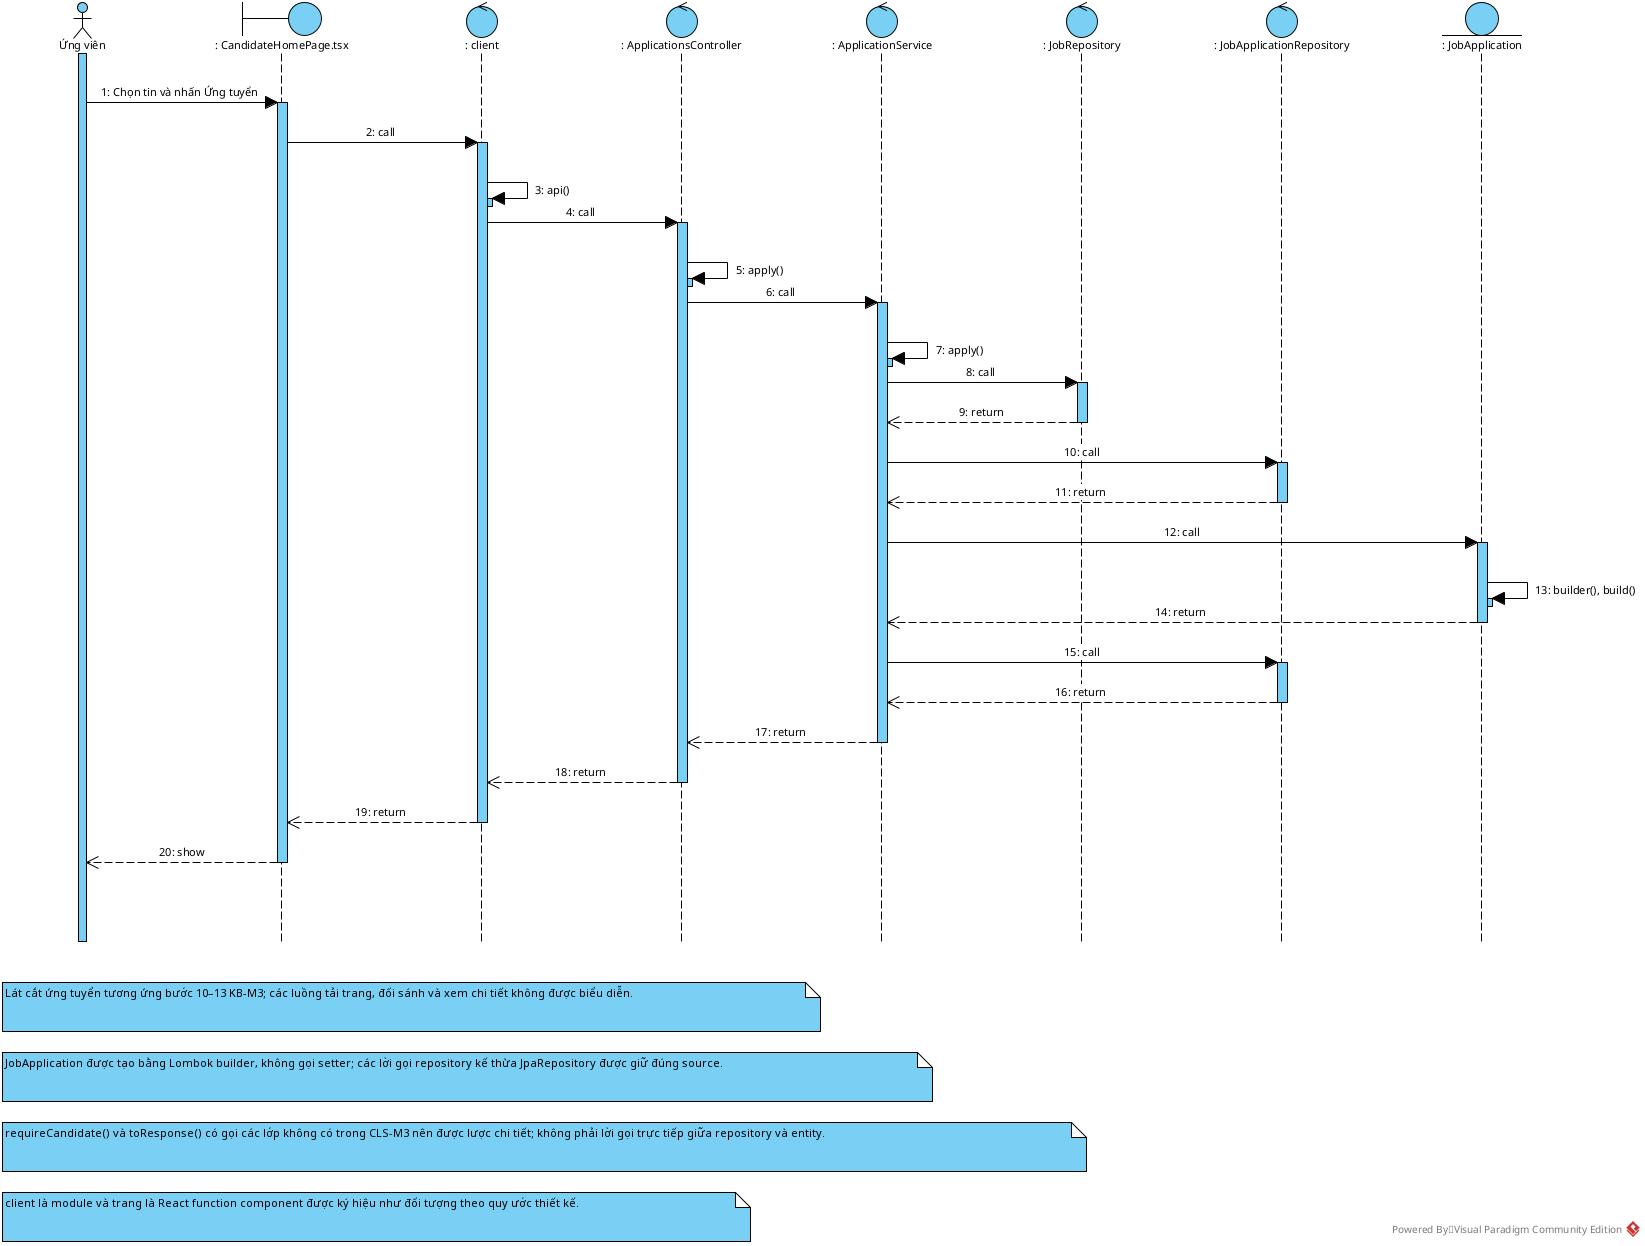 Ứng viên
: CandidateHomePage.tsx
: client
: ApplicationsController
: ApplicationService
: JobRepository
: JobApplicationRepository
: JobApplication
1: Chọn tin và nhấn Ứng tuyển
2: call
3: api()
4: call
5: apply()
6: call
7: apply()
8: call
9: return
10: call
11: return
12: call
13: builder(), build()
14: return
15: call
16: return
17: return
18: return
19: return
20: show
Lát cắt ứng tuyển tương ứng bước 10–13 KB-M3; các luồng tải trang, đối sánh và xem chi tiết không được biểu diễn.
JobApplication được tạo bằng Lombok builder, không gọi setter; các lời gọi repository kế thừa JpaRepository được giữ đúng source.
requireCandidate() và toResponse() có gọi các lớp không có trong CLS-M3 nên được lược chi tiết; không phải lời gọi trực tiếp giữa repository và entity.
client là module và trang là React function component được ký hiệu như đối tượng theo quy ước thiết kế.
Powered By Visual Paradigm Community Edition